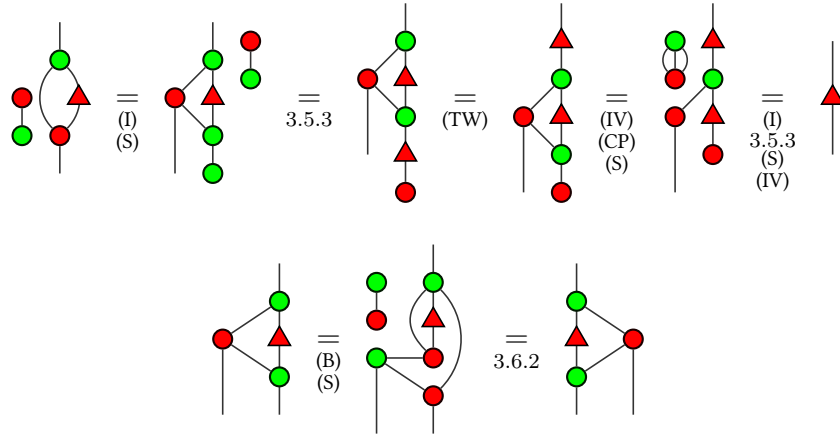 =
(I)
(S)
=
3.5.3
=
(TW)
=
(IV)
(CP)
(S)
=
(I)
3.5.3
(S)
(IV)
=
(B)
(S)
=
3.6.2